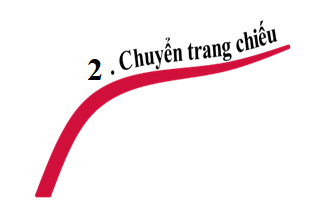 2 . Chuyển trang chiếu